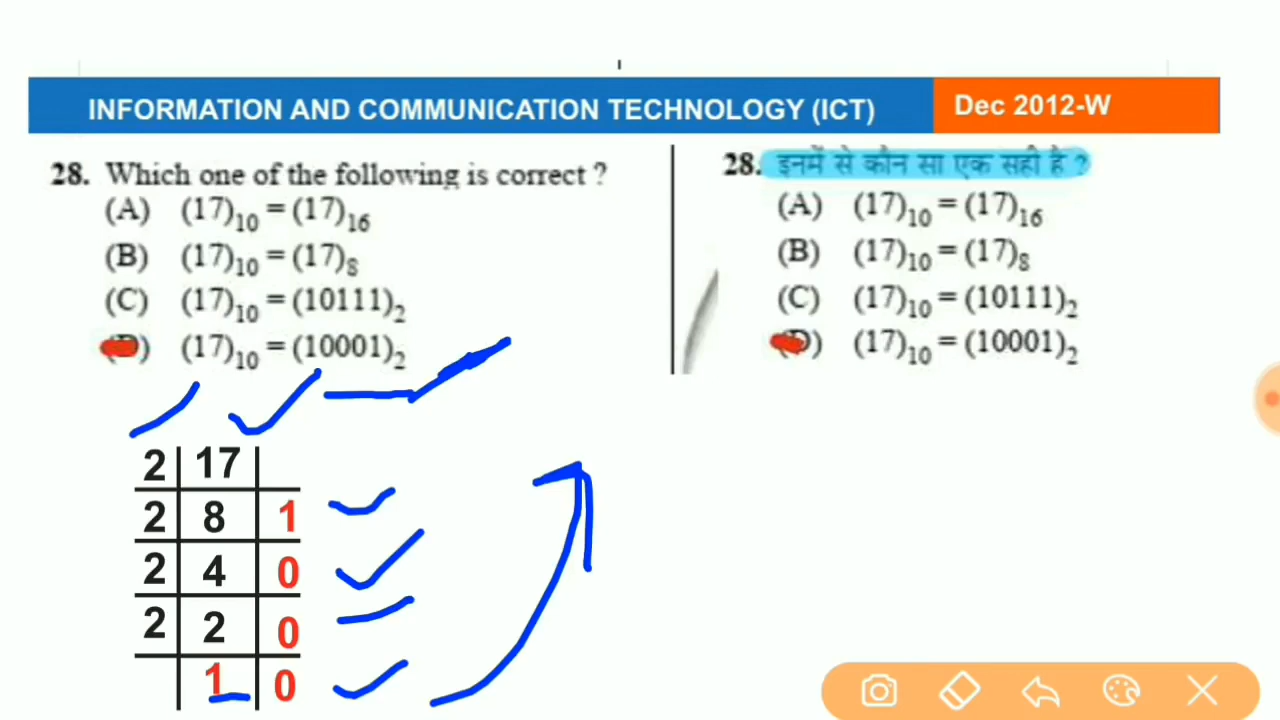 INFORMATION AND COMMUNICATION TECHNOLOGY (ICT) Dec 2012-W
28. Which one of the following is correct ?
(A) (17)₁₀ = (17)₁₆
(B) (17)₁₀ = (17)₈
(C) (17)₁₀ = (10111)₂
(D) (17)₁₀ = (10001)₂
28. इनमें से कौन सा एक सही है ?
(A) (17)₁₀ = (17)₁₆
(B) (17)₁₀ = (17)₈
(C) (17)₁₀ = (10111)₂
(D) (17)₁₀ = (10001)₂
2 17
2 8 1
2 4 0
2 2 0
1 0